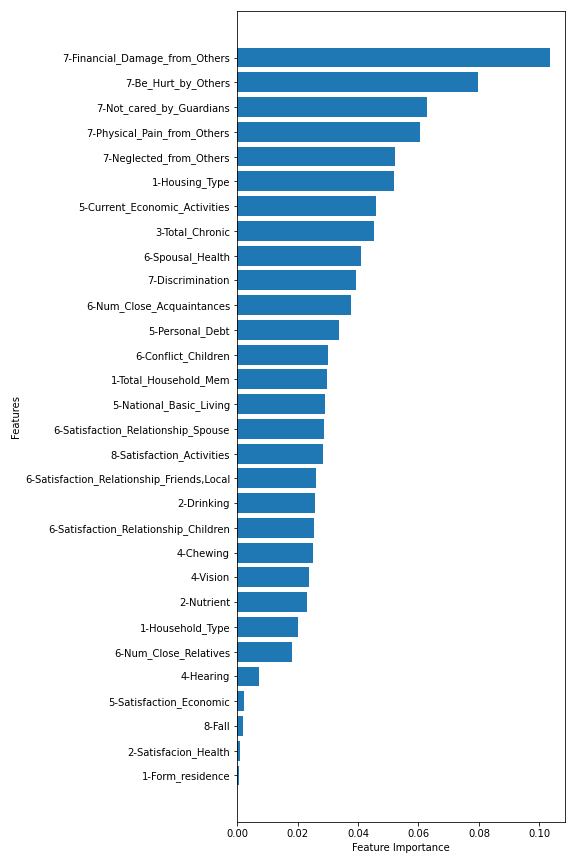 7-Financial_Damage_from_Others
7-Be_Hurt_by_Others
7-Not_cared_by_Guardians
7-Physical_Pain_from_Others
7-Neglected_from_Others
1-Housing_Type
5-Current_Economic_Activities
3-Total_Chronic
6-Spousal_Health
7-Discrimination
6-Num_Close_Acquaintances
5-Personal_Debt
6-Conflict_Children
1-Total_Household_Mem
5-National_Basic_Living
6-Satisfaction_Relationship_Spouse
8-Satisfaction_Activities
6-Satisfaction_Relationship_Friends,Local
2-Drinking
6-Satisfaction_Relationship_Children
4-Chewing
4-Vision
2-Nutrient
1-Household_Type
6-Num_Close_Relatives
4-Hearing
5-Satisfaction_Economic
8-Fall
2-Satisfacion_Health
1-Form_residence
Features
0.00 0.02 0.04 0.06 0.08 0.10
Feature Importance